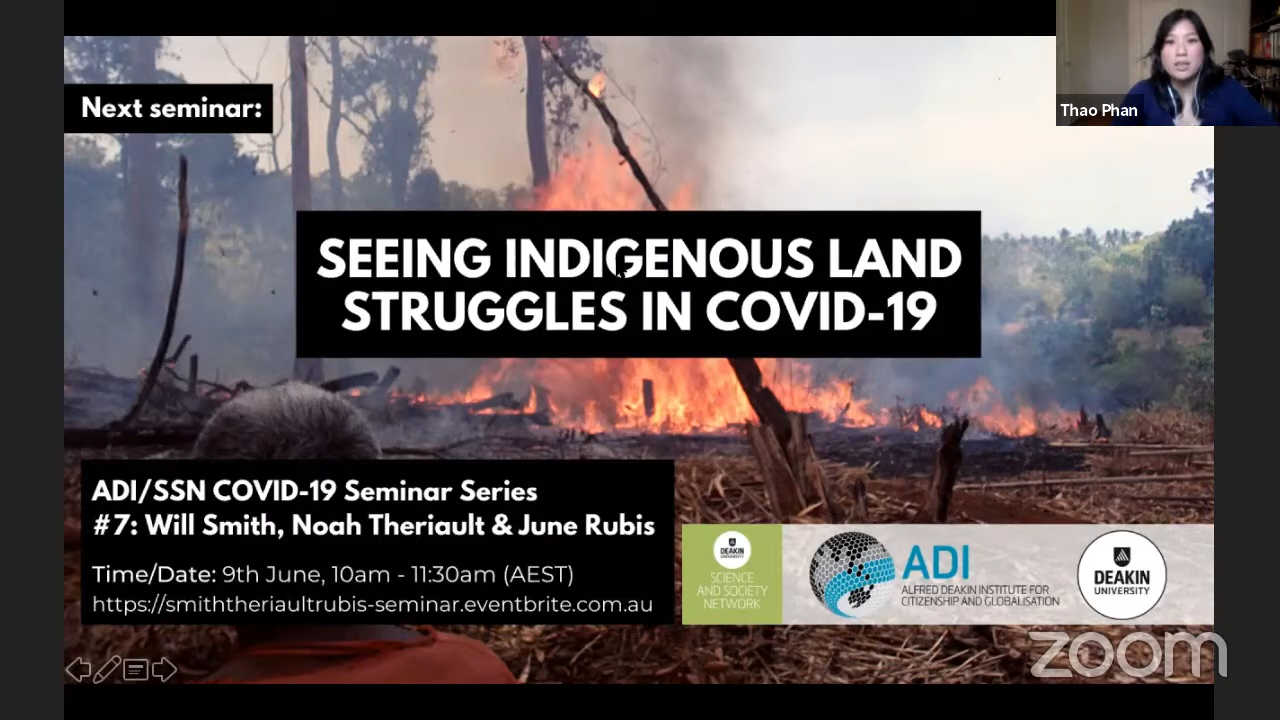 Next seminar:
Thao Phan
SEEING INDIGENOUS LAND
STRUGGLES IN COVID-19
ADI/SSN COVID-19 Seminar Series
#7: Will Smith, Noah Theriault & June Rubis
Time/Date: 9th June, 10am - 11:30am (AEST)
https://smiththeriaultrubis-seminar.eventbrite.com.au
DEAKIN
UNIVERSITY
SCIENCE
AND SOCIETY
NETWORK
ADI
ALFRED DEAKIN INSTITUTE FOR
CITIZENSHIP AND GLOBALISATION
DEAKIN
UNIVERSITY
zoom